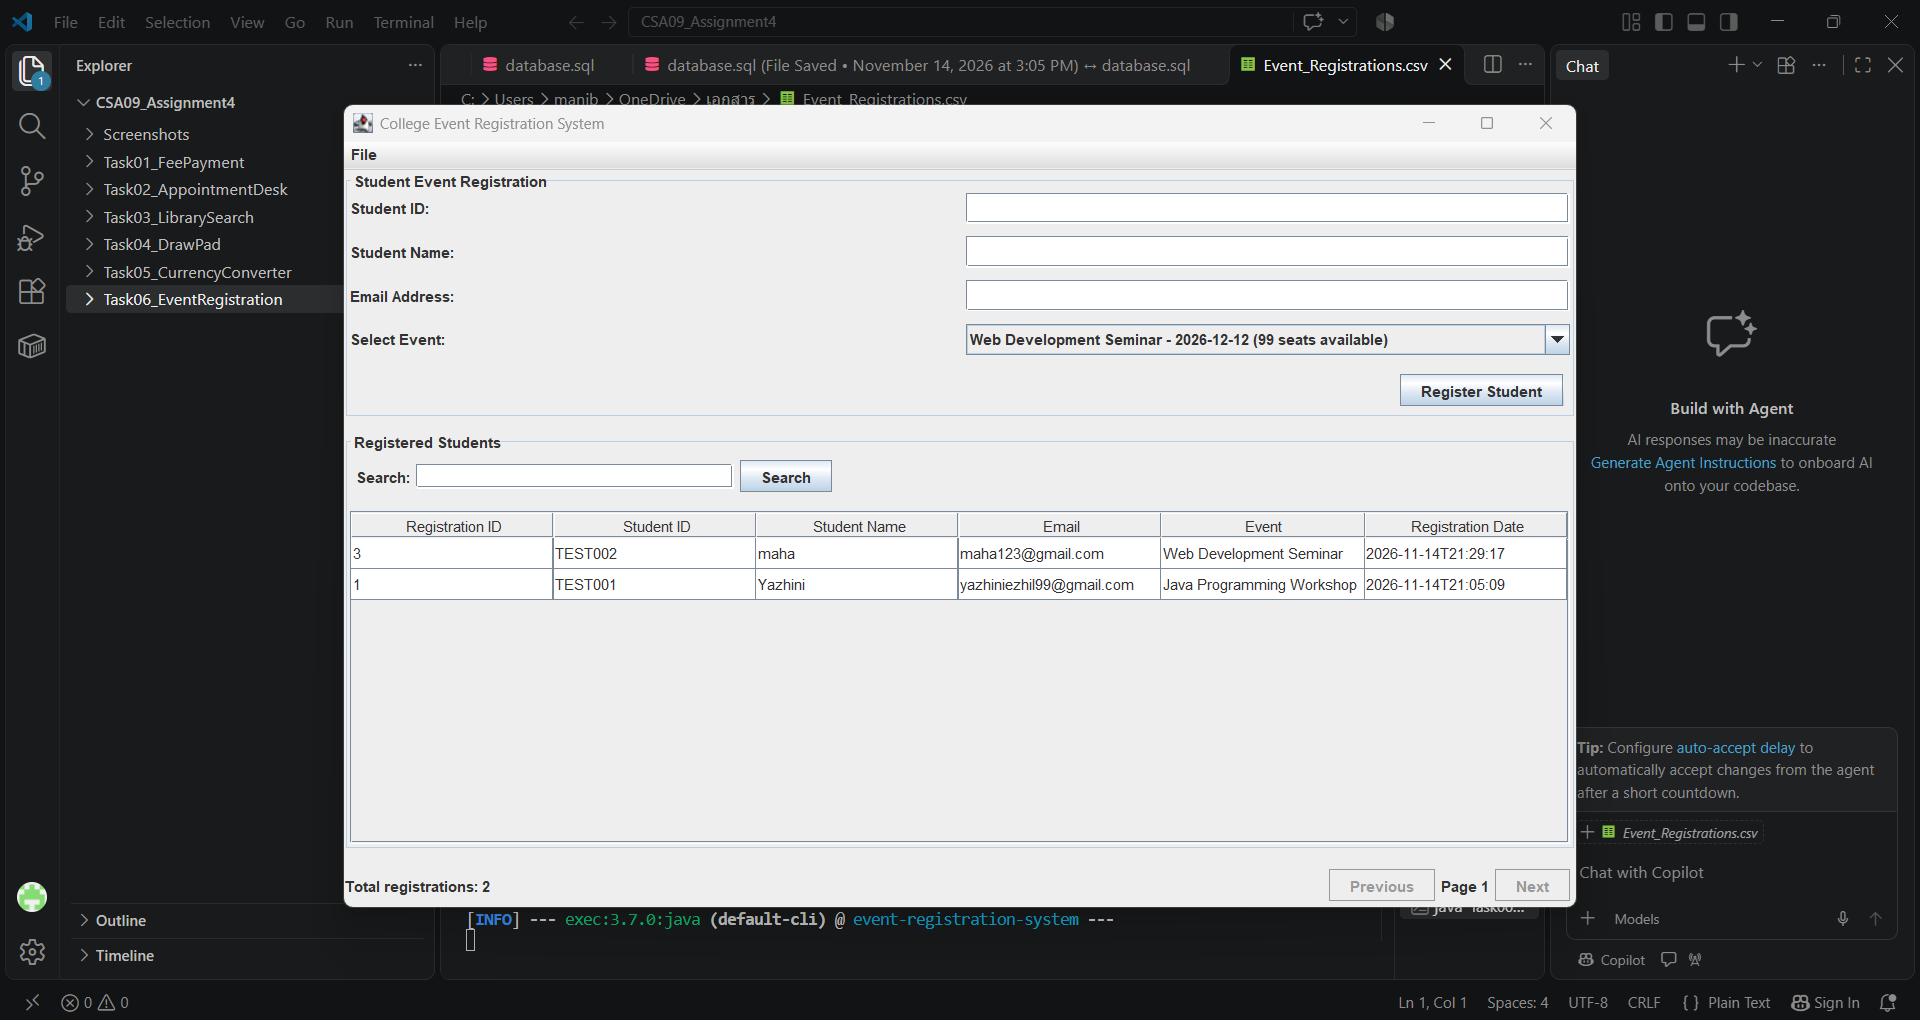 File Edit Selection View Go Run Terminal Help
CSA09_Assignment4
Explorer
CSA09_Assignment4
Screenshots
Task01_FeePayment
Task02_AppointmentDesk
Task03_LibrarySearch
Task04_DrawPad
Task05_CurrencyConverter
Task06_EventRegistration
1
Outline
Timeline
database.sql
database.sql (File Saved • November 14, 2026 at 3:05 PM) ↔ database.sql
Event_Registrations.csv
C: > Users > manib > OneDrive > เอกสาร > Event_Registrations.csv
College Event Registration System
File
Student Event Registration
Student ID:
Student Name:
Email Address:
Select Event: Web Development Seminar - 2026-12-12 (99 seats available)
Register Student
Registered Students
Search: Search
Registration ID Student ID Student Name Email Event Registration Date
3 TEST002 maha maha123@gmail.com Web Development Seminar 2026-11-14T21:29:17
1 TEST001 Yazhini yazhiniezhil99@gmail.com Java Programming Workshop 2026-11-14T21:05:09
Total registrations: 2 Previous Page 1 Next
[INFO] --- exec:3.7.0:java (default-cli) @ event-registration-system ---
Chat
Build with Agent
AI responses may be inaccurate
Generate Agent Instructions to onboard AI
onto your codebase.
Tip: Configure auto-accept delay to
automatically accept changes from the agent
after a short countdown.
Event_Registrations.csv
Chat with Copilot
Models
Copilot
0 0 Ln 1, Col 1 Spaces: 4 UTF-8 CRLF {} Plain Text Sign In